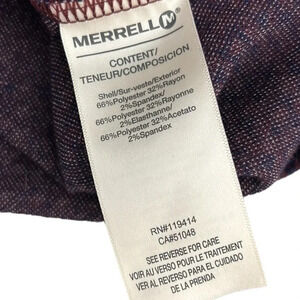 MERRELL
CONTENT/
TENEUR/COMPOSICION
Shell/Sur-veste/Exterior
66%Polyester 32%Rayon
2%Spandex/
66%Polyester 32%Rayonne
2%Elasthanne/
66%Polyester 32%Acetato
2%Spandex
RN#119414
CA#51048
SEE REVERSE FOR CARE
VOIR AU VERSO POUR LE TRAITEMENT
VER AL REVERSO PARA EL CUIDADO
DE LA PRENDA